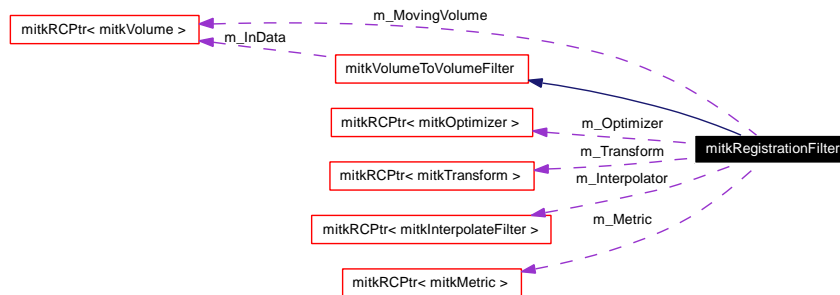 m_MovingVolume
mitkRCPtr< mitkVolume >
m_InData
mitkVolumeToVolumeFilter
mitkRCPtr< mitkOptimizer >
m_Optimizer
mitkRegistrationFilter
m_Transform
mitkRCPtr< mitkTransform >
m_Interpolator
mitkRCPtr< mitkInterpolateFilter >
m_Metric
mitkRCPtr< mitkMetric >